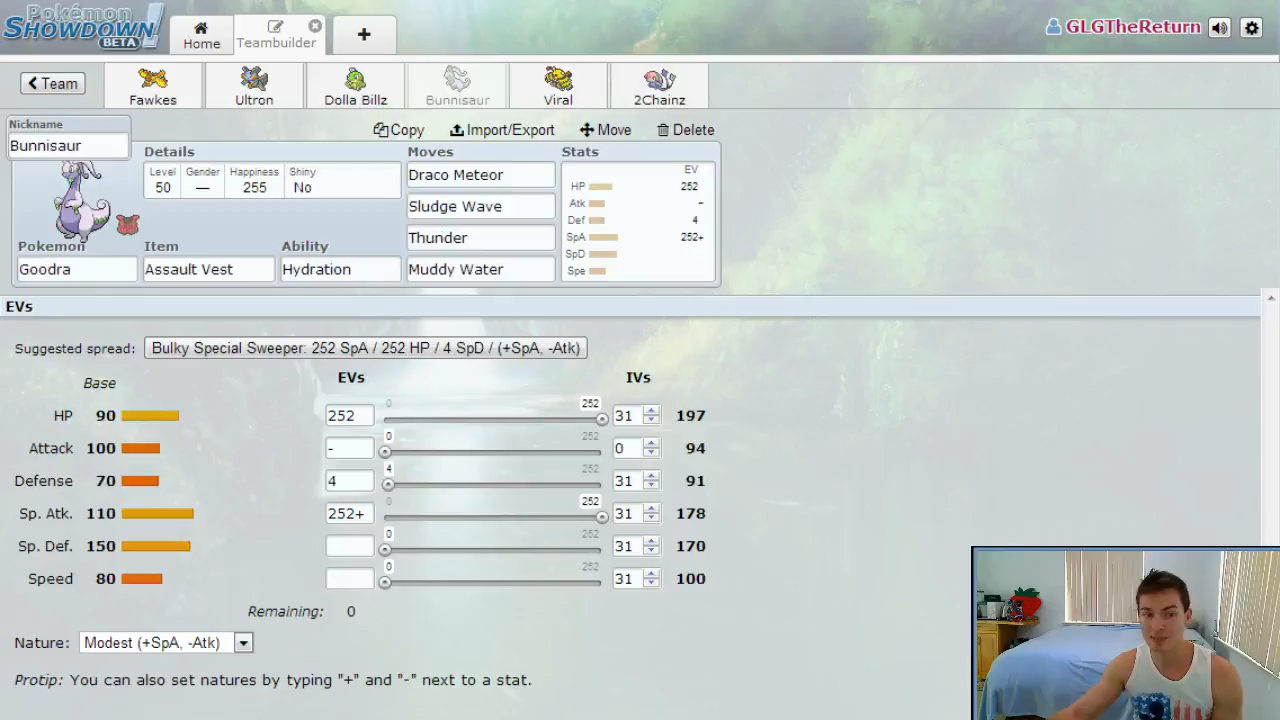 Pokémon
SHOWDOWN!
BETA
Home
Teambuilder
+
GLGTheReturn
Team
Fawkes
Ultron
Dolla Billz
Bunnisaur
Viral
2Chainz
Nickname
Bunnisaur
Copy
Import/Export
Move
Delete
Details
Level Gender Happiness Shiny
50 — 255 No
Pokemon
Goodra
Item
Assault Vest
Ability
Hydration
Moves
Draco Meteor
Sludge Wave
Thunder
Muddy Water
Stats
EV
HP 252
Atk -
Def 4
SpA 252+
SpD
Spe
EVs
Suggested spread: Bulky Special Sweeper: 252 SpA / 252 HP / 4 SpD / (+SpA, -Atk)
Base EVs IVs
HP 90 252 0 252 31 197
Attack 100 - 0 252 0 94
Defense 70 4 4 252 31 91
Sp. Atk. 110 252+ 0 252 31 178
Sp. Def. 150 0 252 31 170
Speed 80 0 252 31 100
Remaining: 0
Nature: Modest (+SpA, -Atk)
Protip: You can also set natures by typing "+" and "-" next to a stat.